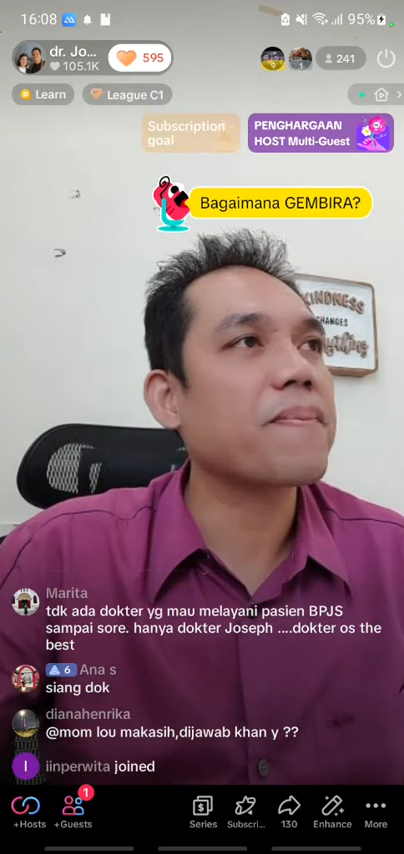 16:08
95%
dr. Jo...
105.1K
595
9
1
241
Learn
League C1
Subscription
goal
PENGHARGAAN
HOST Multi-Guest
Bagaimana GEMBIRA?
KINDNESS
CHANGES
Everything
Marita
tdk ada dokter yg mau melayani pasien BPJS
sampai sore. hanya dokter Joseph ....dokter os the
best
6 Ana s
siang dok
dianahenrika
@mom lou makasih,dijawab khan y ??
I
iinperwita joined
1
+Hosts
+Guests
Series
Subscri...
130
Enhance
More